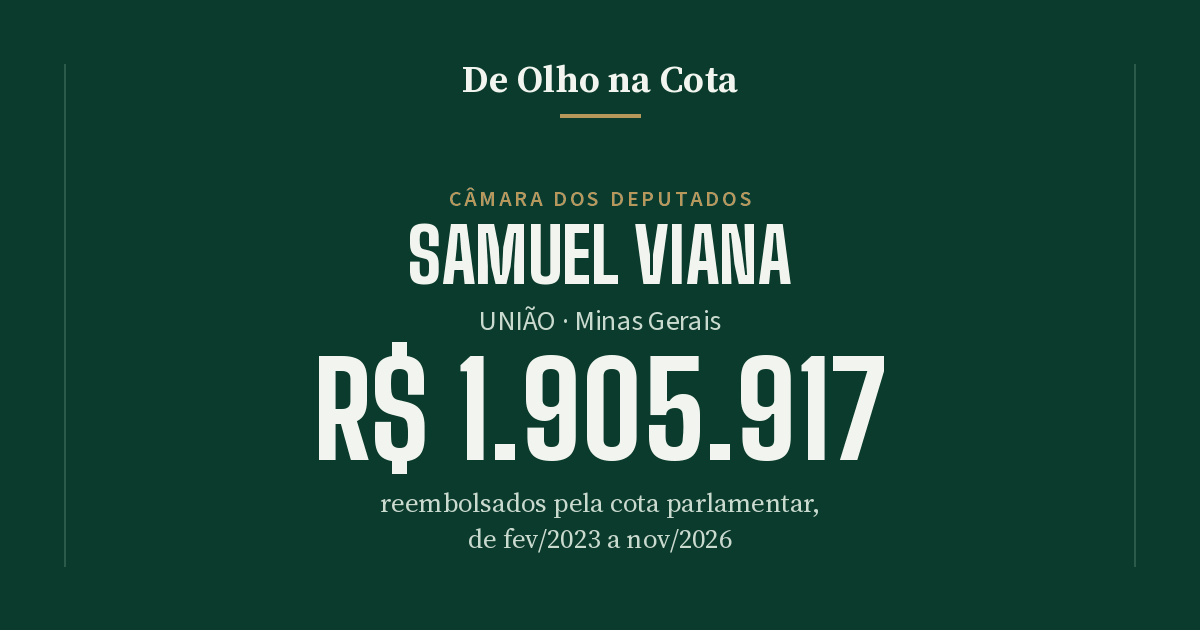 De Olho na Cota
CÂMARA DOS DEPUTADOS
SAMUEL VIANA
UNIÃO · Minas Gerais
R$ 1.905.917
reembolsados pela cota parlamentar,
de fev/2023 a nov/2026